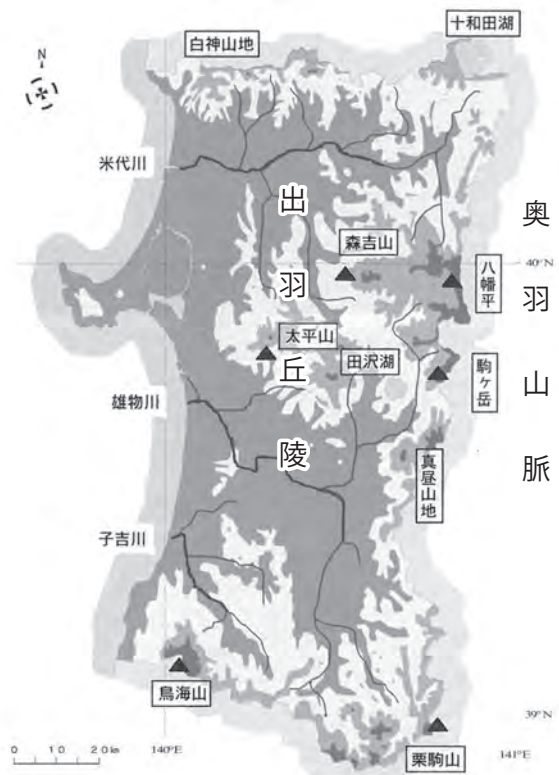 十和田湖
白神山地
N
米代川
出羽丘陵
奥羽山脈
森吉山
40°N
八幡平
太平山
田沢湖
駒ヶ岳
雄物川
真昼山地
子吉川
鳥海山
39°N
0 10 20km
140°E
141°E
栗駒山